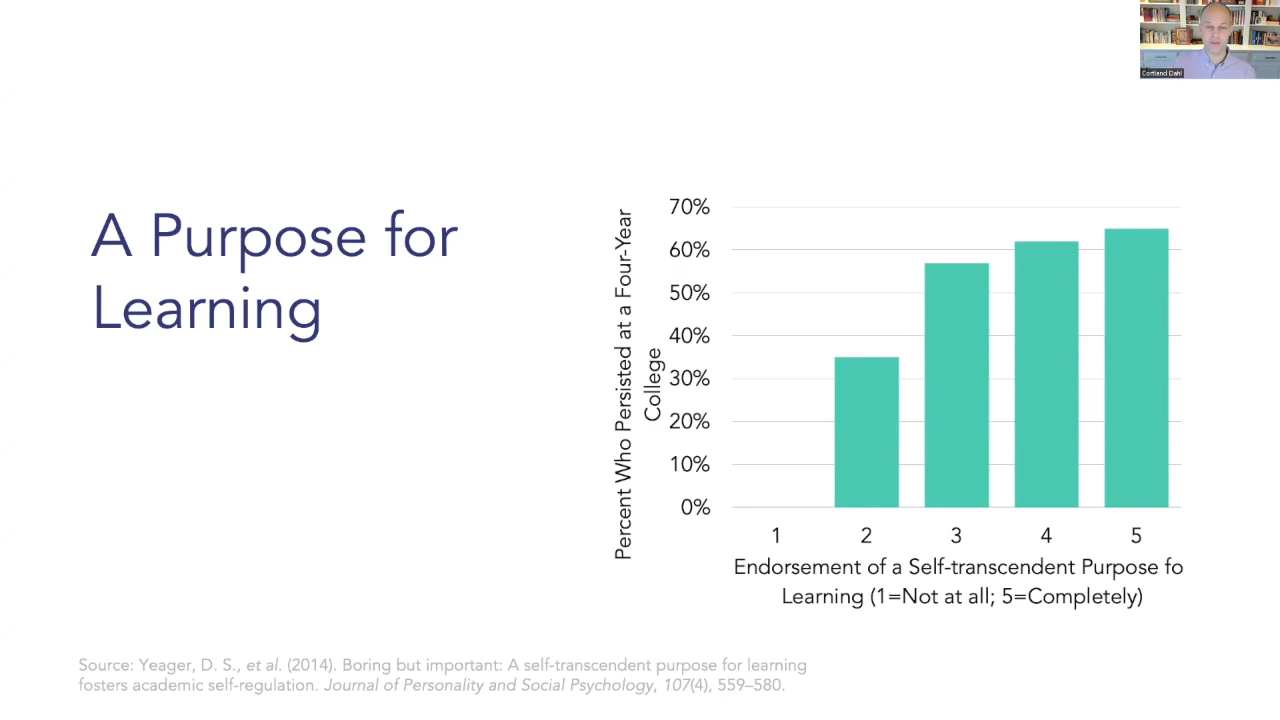 Cortland Dahl
A Purpose for
Learning
Percent Who Persisted at a Four-Year
College
70%
60%
50%
40%
30%
20%
10%
0%
1 2 3 4 5
Endorsement of a Self-transcendent Purpose fo
Learning (1=Not at all; 5=Completely)
Source: Yeager, D. S., et al. (2014). Boring but important: A self-transcendent purpose for learning
fosters academic self-regulation. Journal of Personality and Social Psychology, 107(4), 559–580.